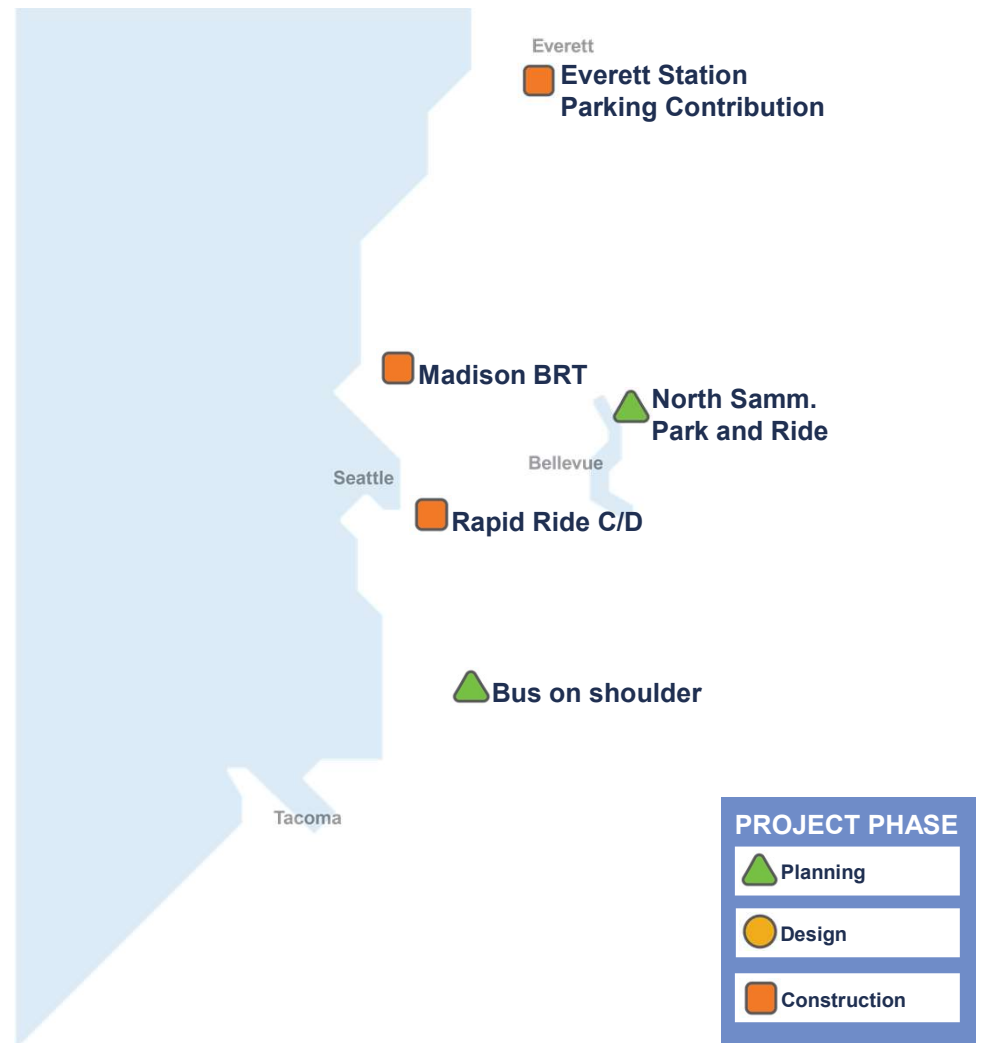 Everett
Everett Station
Parking Contribution
Madison BRT
North Samm.
Park and Ride
Bellevue
Seattle
Rapid Ride C/D
Bus on shoulder
Tacoma
PROJECT PHASE
Planning
Design
Construction